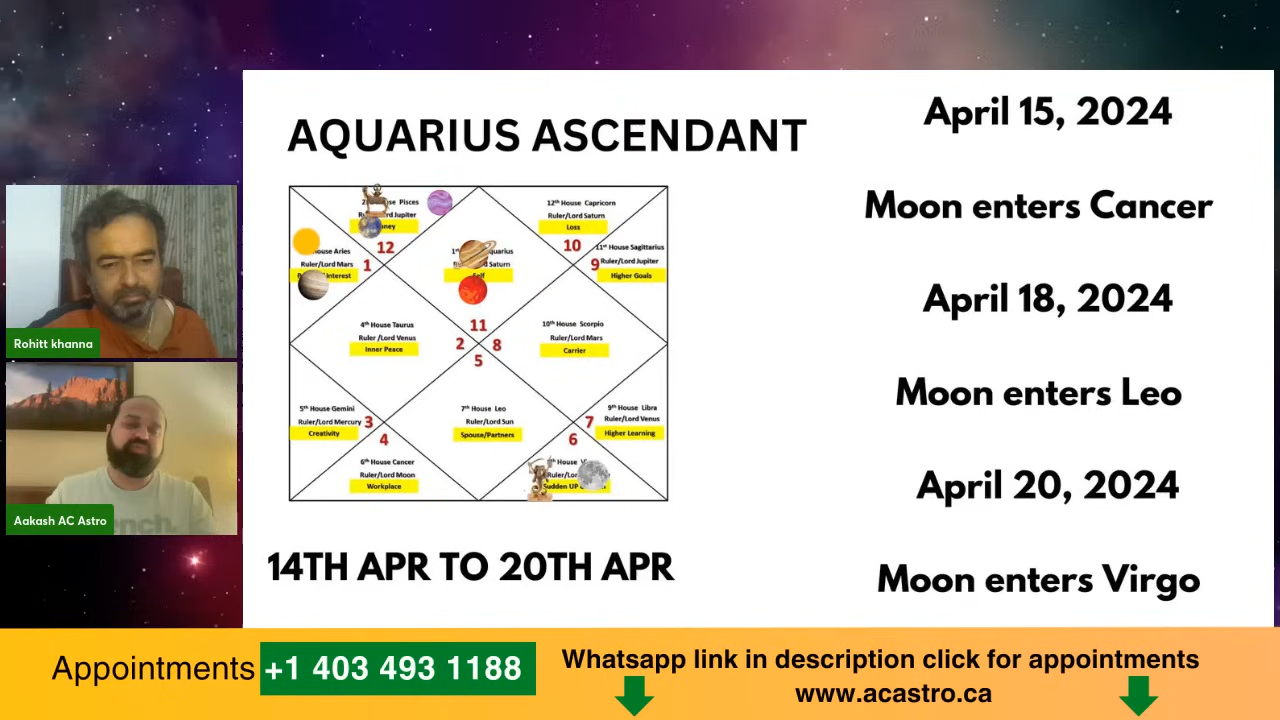 AQUARIUS ASCENDANT
April 15, 2024
Moon enters Cancer
April 18, 2024
Moon enters Leo
April 20, 2024
Moon enters Virgo
Pisces
Jupiter
12
12th House Capricorn
Ruler/Lord Saturn
Loss
10
Aries
Ruler/Lord Mars
1
Saturn
11
11th House Sagittarius
Ruler/Lord Jupiter
Higher Goals
9
4th House Taurus
Ruler/Lord Venus
Inner Peace
2
8
5
10th House Scorpio
Ruler/Lord Mars
Carrier
5th House Gemini
Ruler/Lord Mercury
Creativity
3
4
7th House Leo
Ruler/Lord Sun
Spouse/Partners
9th House Libra
Ruler/Lord Venus
Higher Learning
7
6
6th House Cancer
Ruler/Lord Moon
Workplace
House
Sudden UP
14TH APR TO 20TH APR
Rohitt khanna
Aakash AC Astro
Appointments +1 403 493 1188
Whatsapp link in description click for appointments
www.acastro.ca